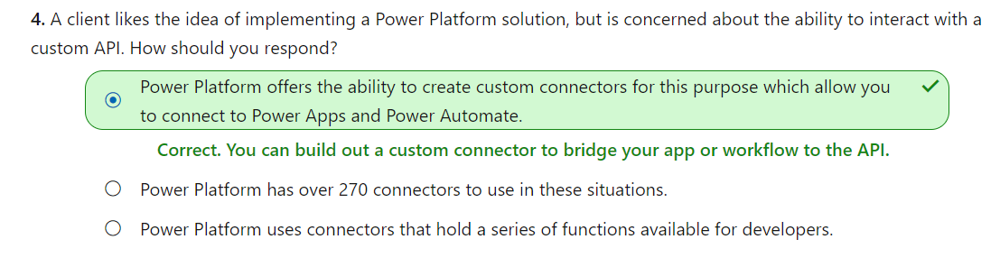 4. A client likes the idea of implementing a Power Platform solution, but is concerned about the ability to interact with a
custom API. How should you respond?
Power Platform offers the ability to create custom connectors for this purpose which allow you
to connect to Power Apps and Power Automate.
Correct. You can build out a custom connector to bridge your app or workflow to the API.
Power Platform has over 270 connectors to use in these situations.
Power Platform uses connectors that hold a series of functions available for developers.